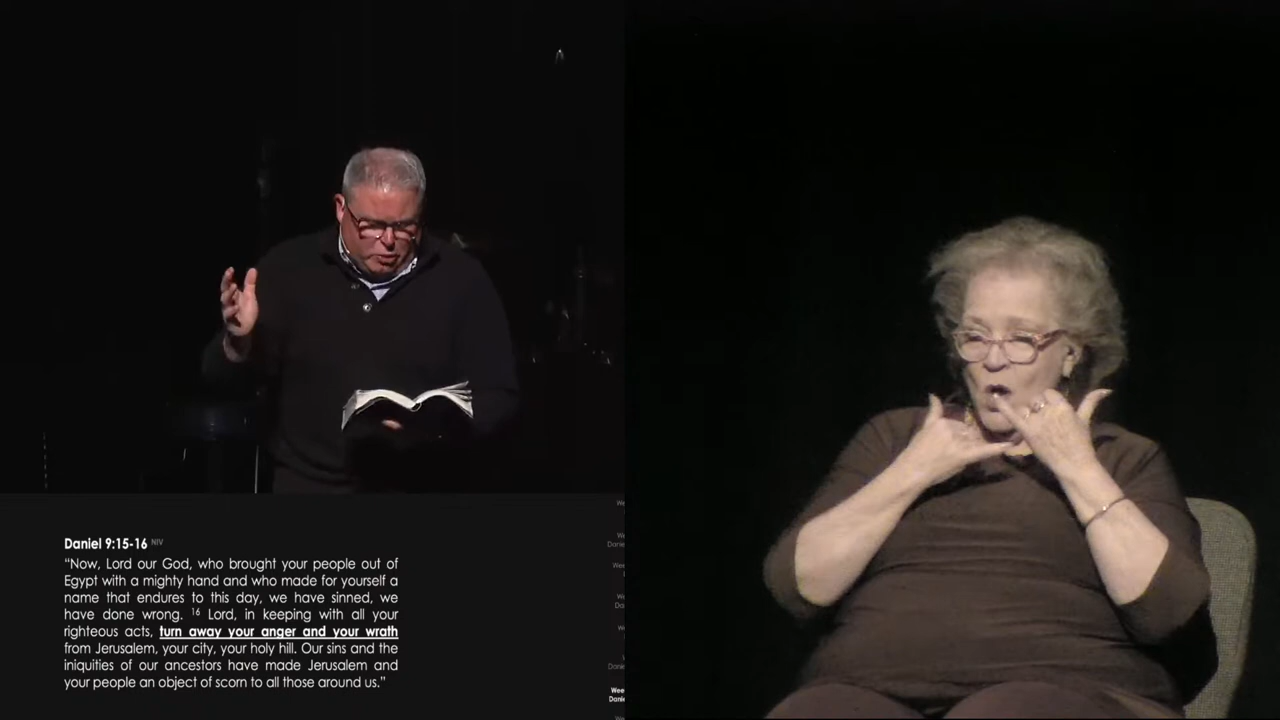 Daniel 9:15-16 NIV
“Now, Lord our God, who brought your people out of
Egypt with a mighty hand and who made for yourself a
name that endures to this day, we have sinned, we
have done wrong. 16 Lord, in keeping with all your
righteous acts, turn away your anger and your wrath
from Jerusalem, your city, your holy hill. Our sins and the
iniquities of our ancestors have made Jerusalem and
your people an object of scorn to all those around us.”